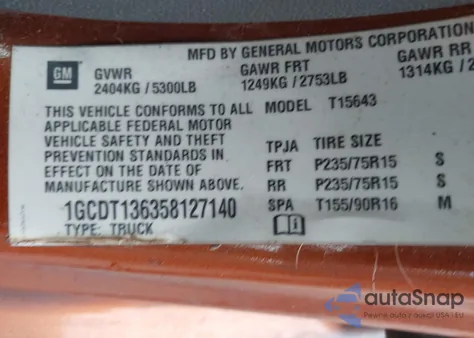 MFD BY GENERAL MOTORS CORPORATION
GM GVWR GAWR FRT GAWR RR
2404KG / 5300LB 1249KG / 2753LB 1314KG /
THIS VEHICLE CONFORMS TO ALL MODEL T15643
APPLICABLE FEDERAL MOTOR
VEHICLE SAFETY AND THEFT TPJA TIRE SIZE
PREVENTION STANDARDS IN FRT P235/75R15 S
EFFECT ON THE DATE OF
MANUFACTURE SHOWN ABOVE. RR P235/75R15 S
1GCDT136358127140 SPA T155/90R16 M
TYPE: TRUCK
autoSnap